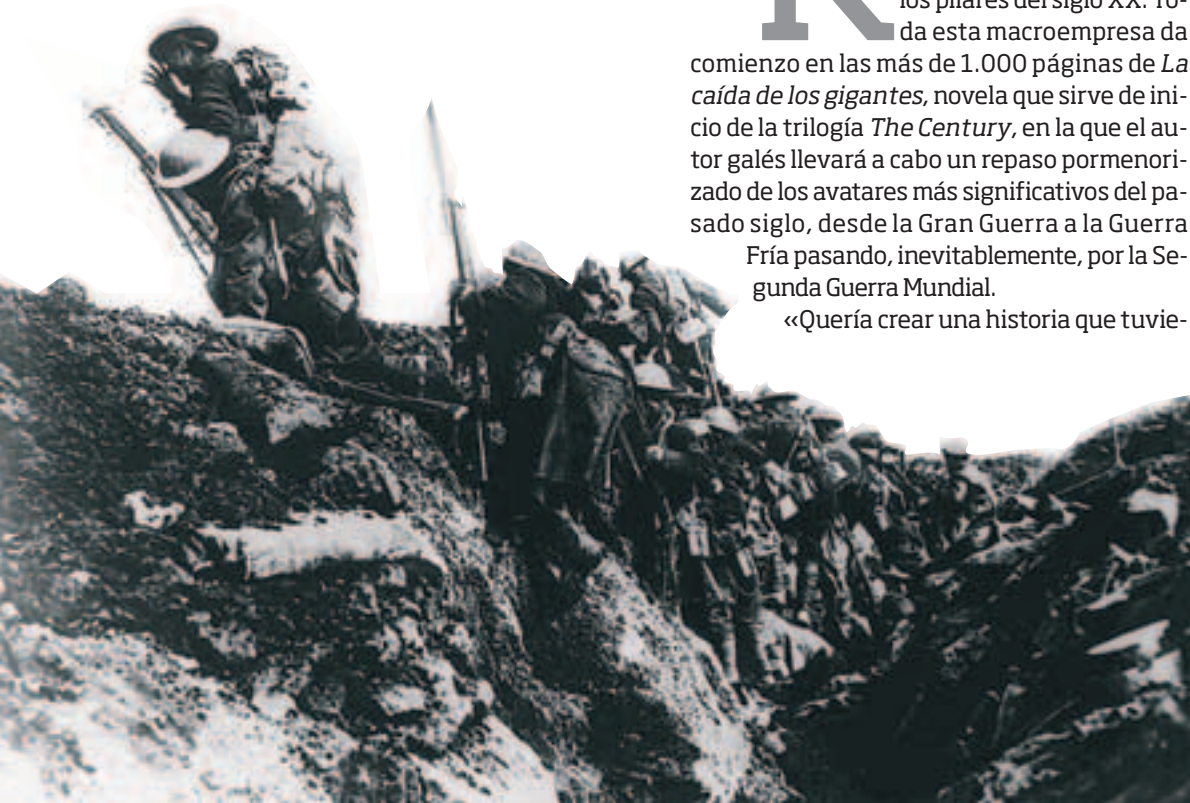 los pilares del siglo XX. To-
da esta macroempresa da
comienzo en las más de 1.000 páginas de La
caída de los gigantes, novela que sirve de ini-
cio de la trilogía The Century, en la que el au-
tor galés llevará a cabo un repaso pormenori-
zado de los avatares más significativos del pa-
sado siglo, desde la Gran Guerra a la Guerra
Fría pasando, inevitablemente, por la Se-
gunda Guerra Mundial.
«Quería crear una historia que tuvie-